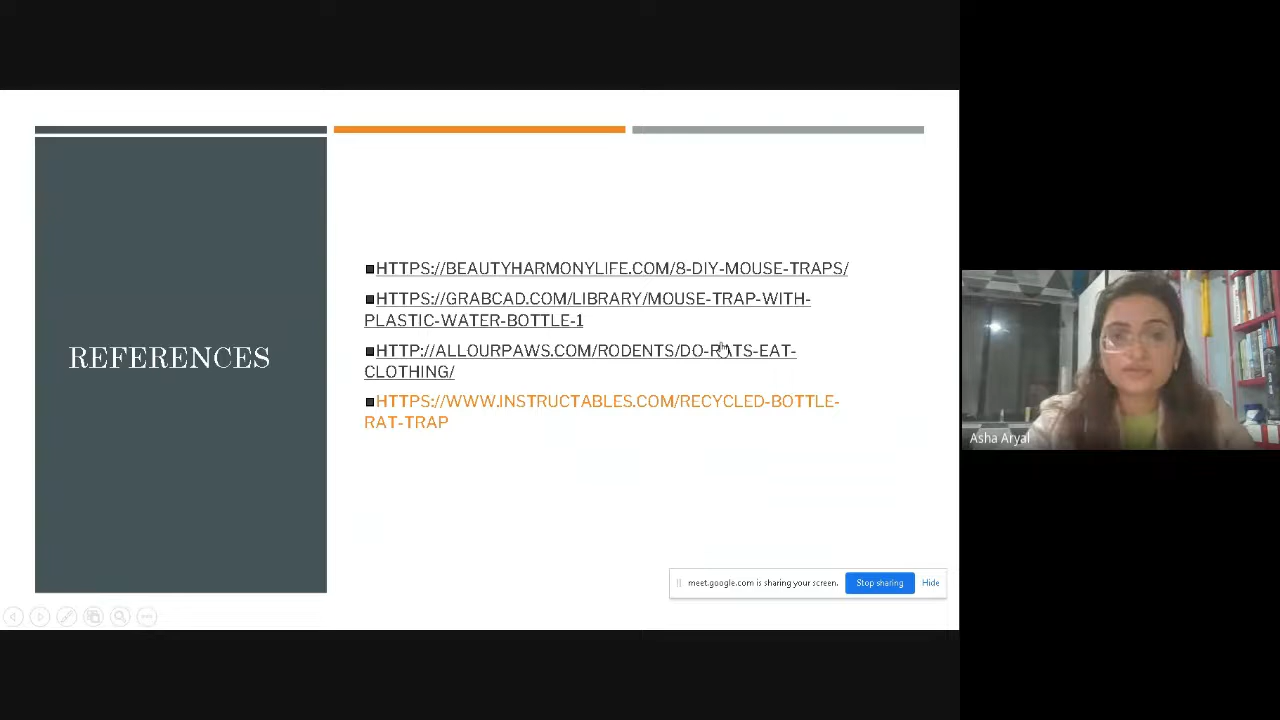 REFERENCES
■HTTPS://BEAUTYHARMONYLIFE.COM/8-DIY-MOUSE-TRAPS/
■HTTPS://GRABCAD.COM/LIBRARY/MOUSE-TRAP-WITH-
PLASTIC-WATER-BOTTLE-1
■HTTP://ALLOURPAWS.COM/RODENTS/DO-RATS-EAT-
CLOTHING/
■HTTPS://WWW.INSTRUCTABLES.COM/RECYCLED-BOTTLE-
RAT-TRAP
meet.google.com is sharing your screen. Stop sharing Hide
Asha Aryal